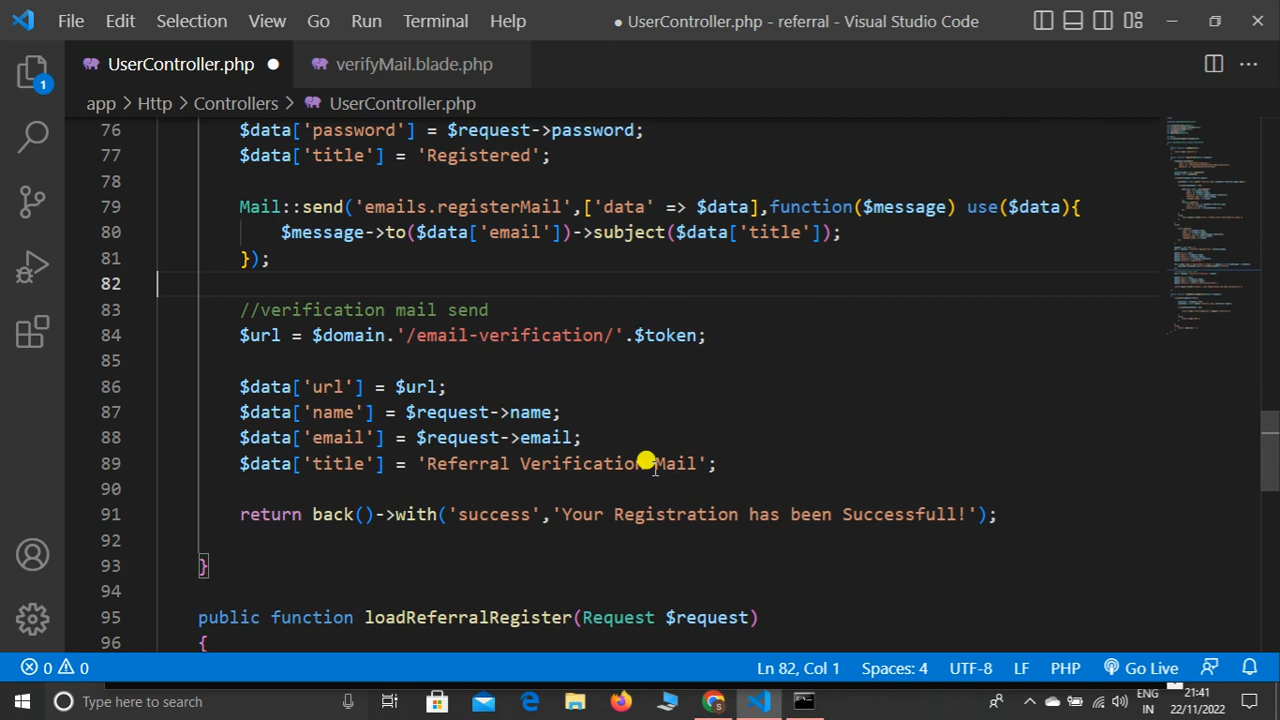 File Edit Selection View Go Run Terminal Help ● UserController.php - referral - Visual Studio Code
UserController.php ● verifyMail.blade.php
app > Http > Controllers > UserController.php
76 $data['password'] = $request->password;
77 $data['title'] = 'Registered';
78
79 Mail::send('emails.registerMail',['data' => $data],function($message) use($data){
80 $message->to($data['email'])->subject($data['title']);
81 });
82
83 //verification mail send
84 $url = $domain.'/email-verification/'.$token;
85
86 $data['url'] = $url;
87 $data['name'] = $request->name;
88 $data['email'] = $request->email;
89 $data['title'] = 'Referral Verification Mail';
90
91 return back()->with('success','Your Registration has been Successfull!');
92
93 }
94
95 public function loadReferralRegister(Request $request)
96 {
1
0 0 Ln 82, Col 1 Spaces: 4 UTF-8 LF PHP Go Live
Type here to search
ENG 21:41
IN 22/11/2022